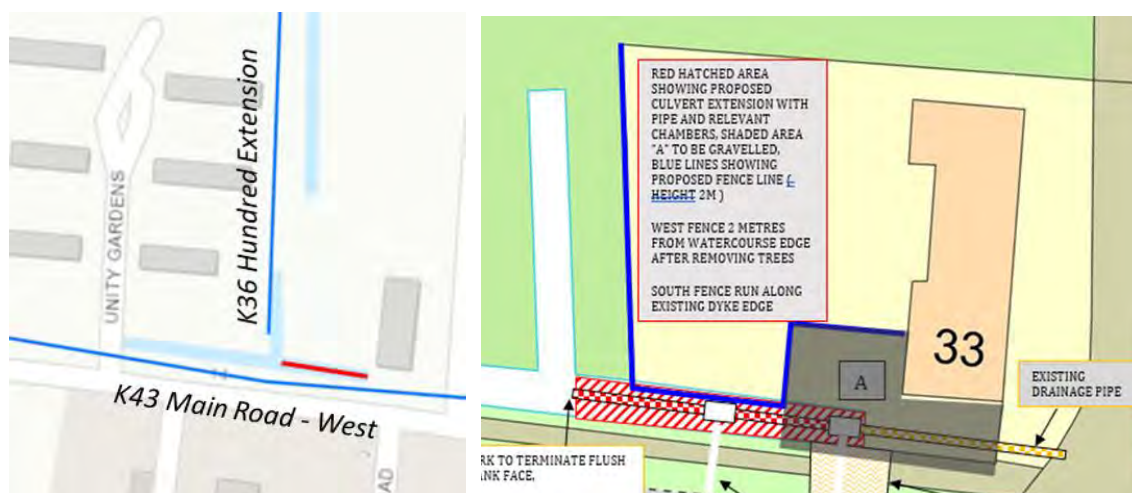 UNITY GARDENS
K36 Hundred Extension
K43 Main Road - West
AD
RED HATCHED AREA
SHOWING PROPOSED
CULVERT EXTENSION WITH
PIPE AND RELEVANT
CHAMBERS, SHADED AREA
"A" TO BE GRAVELLED,
BLUE LINES SHOWING
PROPOSED FENCE LINE (
HEIGHT 2M )
WEST FENCE 2 METRES
FROM WATERCOURSE EDGE
AFTER REMOVING TREES
SOUTH FENCE RUN ALONG
EXISTING DYKE EDGE
33
A
EXISTING
DRAINAGE PIPE
RK TO TERMINATE FLUSH
NK FACE,